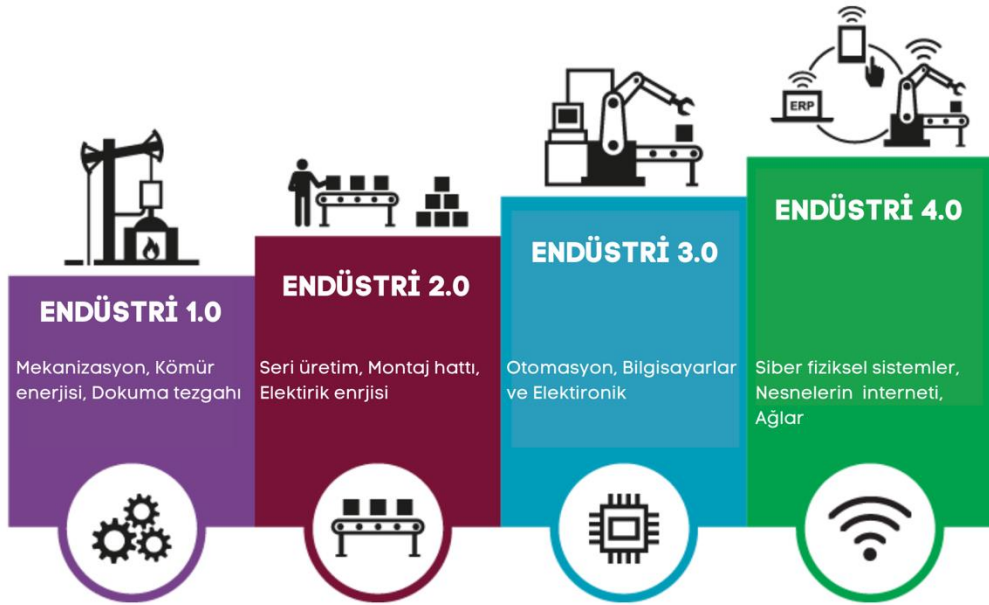 ERP
ENDÜSTRİ 1.0
Mekanizasyon, Kömür
enerjisi, Dokuma tezgahı
ENDÜSTRİ 2.0
Seri üretim, Montaj hattı,
Elektirik enrjisi
ENDÜSTRİ 3.0
Otomasyon, Bilgisayarlar
ve Elektironik
ENDÜSTRİ 4.0
Siber fiziksel sistemler,
Nesnelerin interneti,
Ağlar